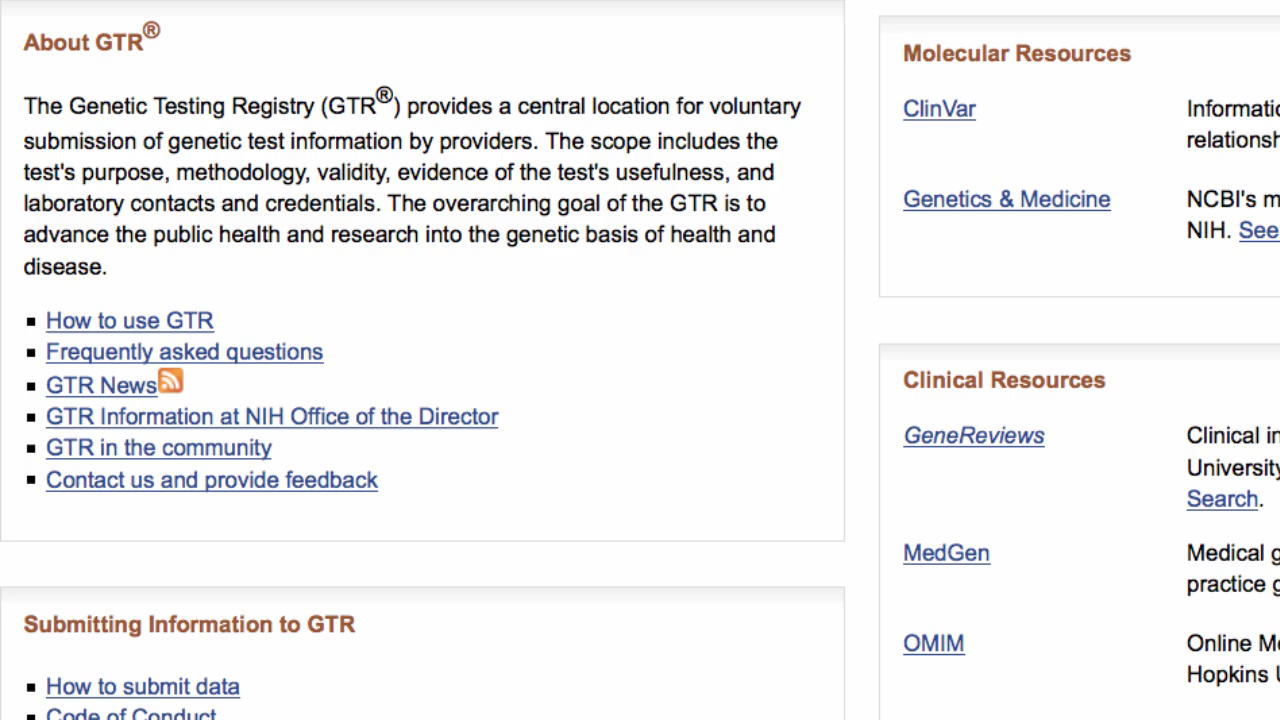 About GTR®
The Genetic Testing Registry (GTR®) provides a central location for voluntary
submission of genetic test information by providers. The scope includes the
test's purpose, methodology, validity, evidence of the test's usefulness, and
laboratory contacts and credentials. The overarching goal of the GTR is to
advance the public health and research into the genetic basis of health and
disease.
How to use GTR
Frequently asked questions
GTR News
GTR Information at NIH Office of the Director
GTR in the community
Contact us and provide feedback
Submitting Information to GTR
How to submit data
Code of Conduct
Molecular Resources
ClinVar
Genetics & Medicine NCBI's
NIH. See
Clinical Resources
GeneReviews Clinical
University
Search.
MedGen Medical
practice
OMIM Online
Hopkins